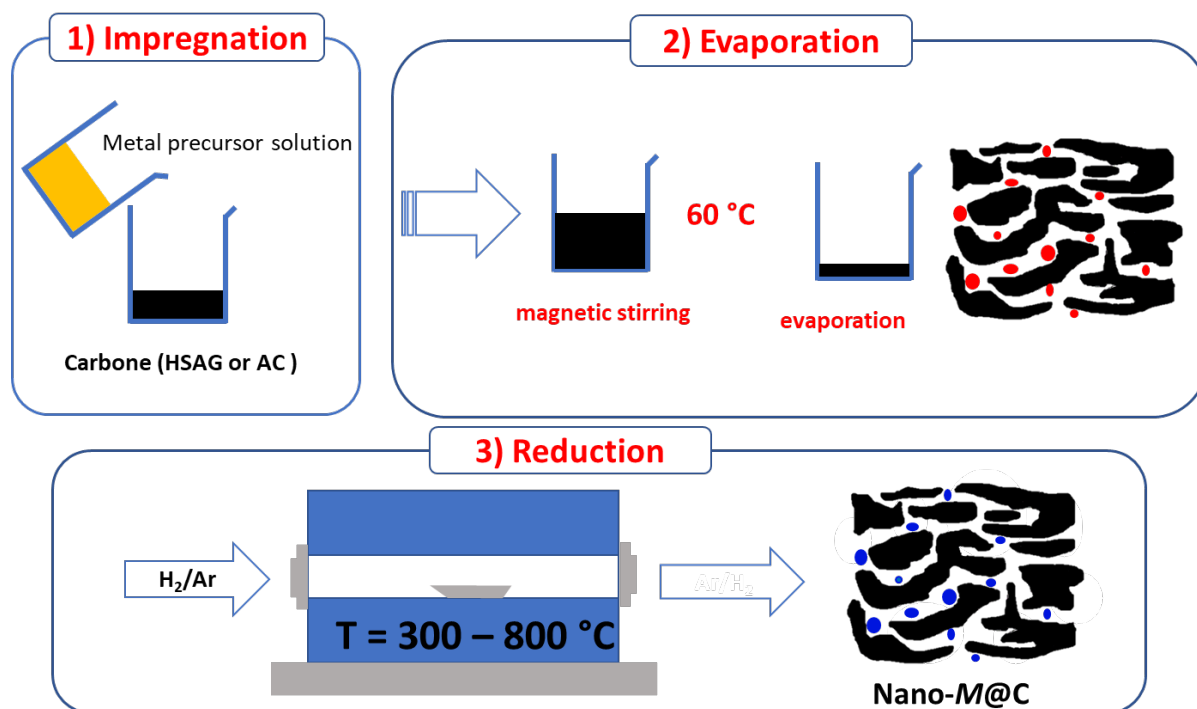 1) Impregnation
Metal precursor solution
Carbone (HSAG or AC )
2) Evaporation
60 °C
magnetic stirring
evaporation
3) Reduction
H₂/Ar
T = 300 – 800 °C
Ar/H₂
Nano-M@C